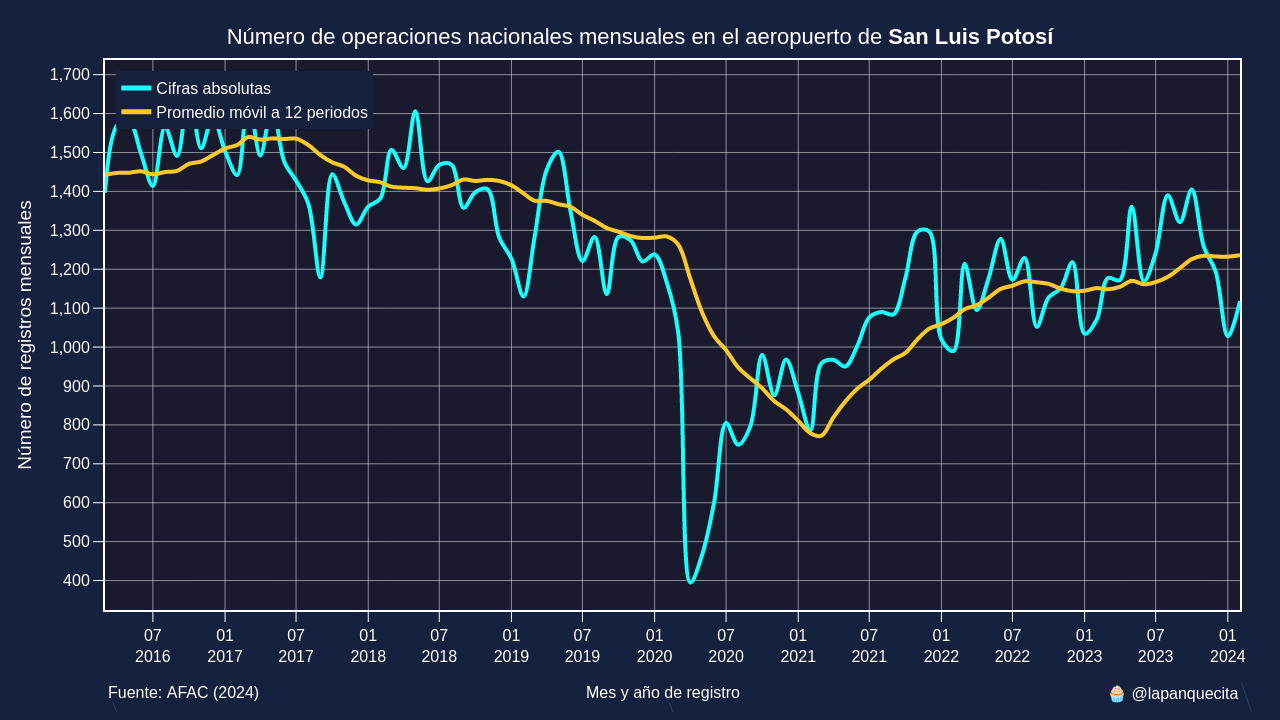 Número de operaciones nacionales mensuales en el aeropuerto de San Luis Potosí
Cifras absolutas
Promedio móvil a 12 periodos
Número de registros mensuales
1,700
1,600
1,500
1,400
1,300
1,200
1,100
1,000
900
800
700
600
500
400
07 01 07 01 07 01 07 01 07 01 07 01 07 01 07 01
2016 2017 2017 2018 2018 2019 2019 2020 2020 2021 2021 2022 2022 2023 2023 2024
Fuente: AFAC (2024)
Mes y año de registro
🧁 @lapanquecita